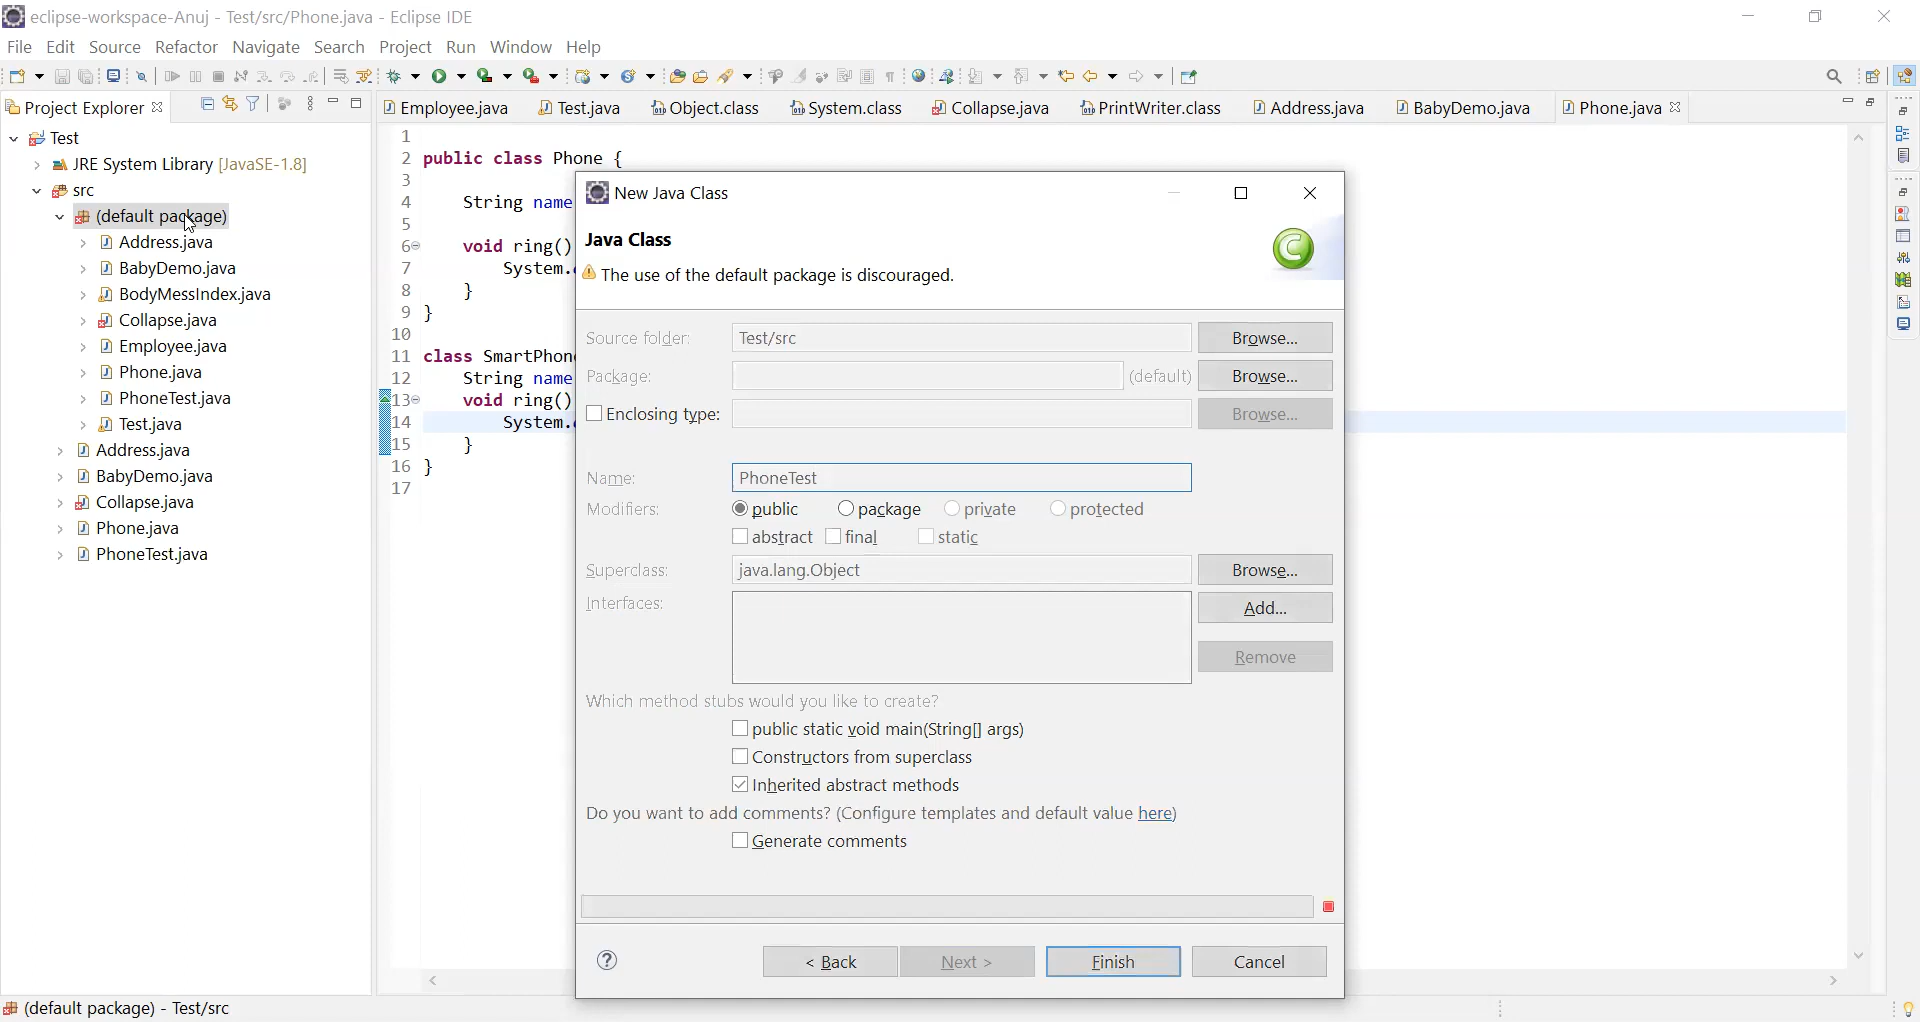 eclipse-workspace-Anuj - Test/src/Phone.java - Eclipse IDE
File Edit Source Refactor Navigate Search Project Run Window Help
Project Explorer
Employee.java Test.java Object.class System.class Collapse.java PrintWriter.class Address.java BabyDemo.java Phone.java
Test
JRE System Library [JavaSE-1.8]
src
(default package)
Address.java
BabyDemo.java
BodyMessIndex.java
Collapse.java
Employee.java
Phone.java
PhoneTest.java
Test.java
Address.java
BabyDemo.java
Collapse.java
Phone.java
PhoneTest.java
1
2 public class Phone {
3
4 String name
5
6 void ring()
7 System.
8 }
9 }
10
11 class SmartPhon
12 String name
13 void ring()
14 System.
15 }
16 }
17
New Java Class
Java Class
The use of the default package is discouraged.
Source folder: Test/src Browse...
Package: (default) Browse...
Enclosing type: Browse...
Name: PhoneTest
Modifiers: public package private protected
abstract final static
Superclass: java.lang.Object Browse...
Interfaces: Add...
Remove
Which method stubs would you like to create?
public static void main(String[] args)
Constructors from superclass
Inherited abstract methods
Do you want to add comments? (Configure templates and default value here)
Generate comments
? < Back Next > Finish Cancel
(default package) - Test/src